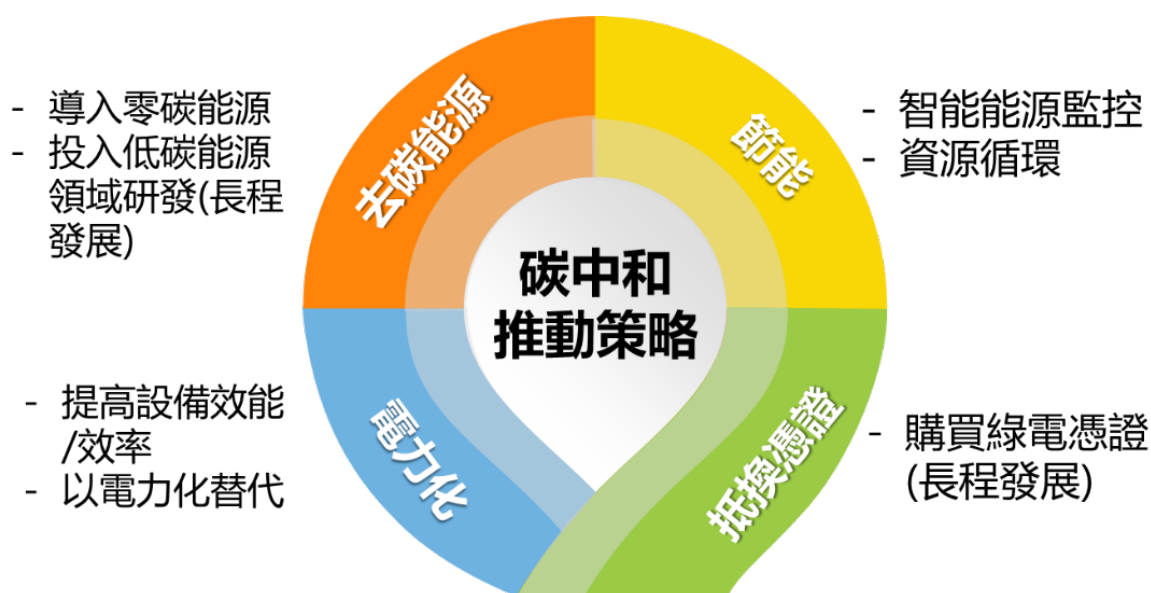 碳中和
推動策略
去碳能源
- 導入零碳能源
- 投入低碳能源
領域研發(長程
發展)
節能
- 智能能源監控
- 資源循環
電力化
- 提高設備效能
/效率
- 以電力化替代
抵換憑證
- 購買綠電憑證
(長程發展)